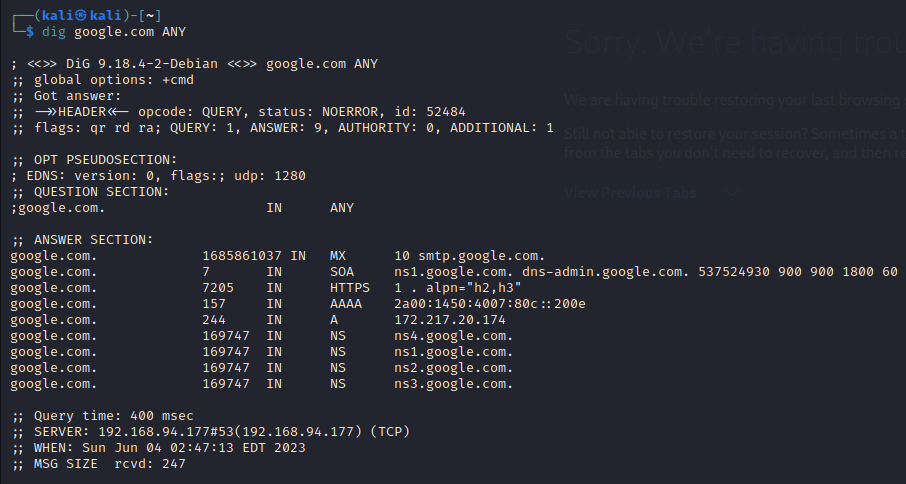 ┌──(kali㉿kali)-[~]
└─$ dig google.com ANY
; <<>> DiG 9.18.4-2-Debian <<>> google.com ANY
;; global options: +cmd
;; Got answer:
;; ->>HEADER<<- opcode: QUERY, status: NOERROR, id: 52484
;; flags: qr rd ra; QUERY: 1, ANSWER: 9, AUTHORITY: 0, ADDITIONAL: 1
;; OPT PSEUDOSECTION:
; EDNS: version: 0, flags:; udp: 1280
;; QUESTION SECTION:
;google.com. IN ANY
;; ANSWER SECTION:
google.com. 1685861037 IN MX 10 smtp.google.com.
google.com. 7 IN SOA ns1.google.com. dns-admin.google.com. 537524930 900 900 1800 60
google.com. 7205 IN HTTPS 1 . alpn="h2,h3"
google.com. 157 IN AAAA 2a00:1450:4007:80c::200e
google.com. 244 IN A 172.217.20.174
google.com. 169747 IN NS ns4.google.com.
google.com. 169747 IN NS ns1.google.com.
google.com. 169747 IN NS ns2.google.com.
google.com. 169747 IN NS ns3.google.com.
;; Query time: 400 msec
;; SERVER: 192.168.94.177#53(192.168.94.177) (TCP)
;; WHEN: Sun Jun 04 02:47:13 EDT 2023
;; MSG SIZE rcvd: 247
Sorry. We're having trou
We are having trouble restoring your last browsing
Still not able to restore your session? Sometimes a t
from the tabs you don't need to recover, and then re
View Previous Tabs